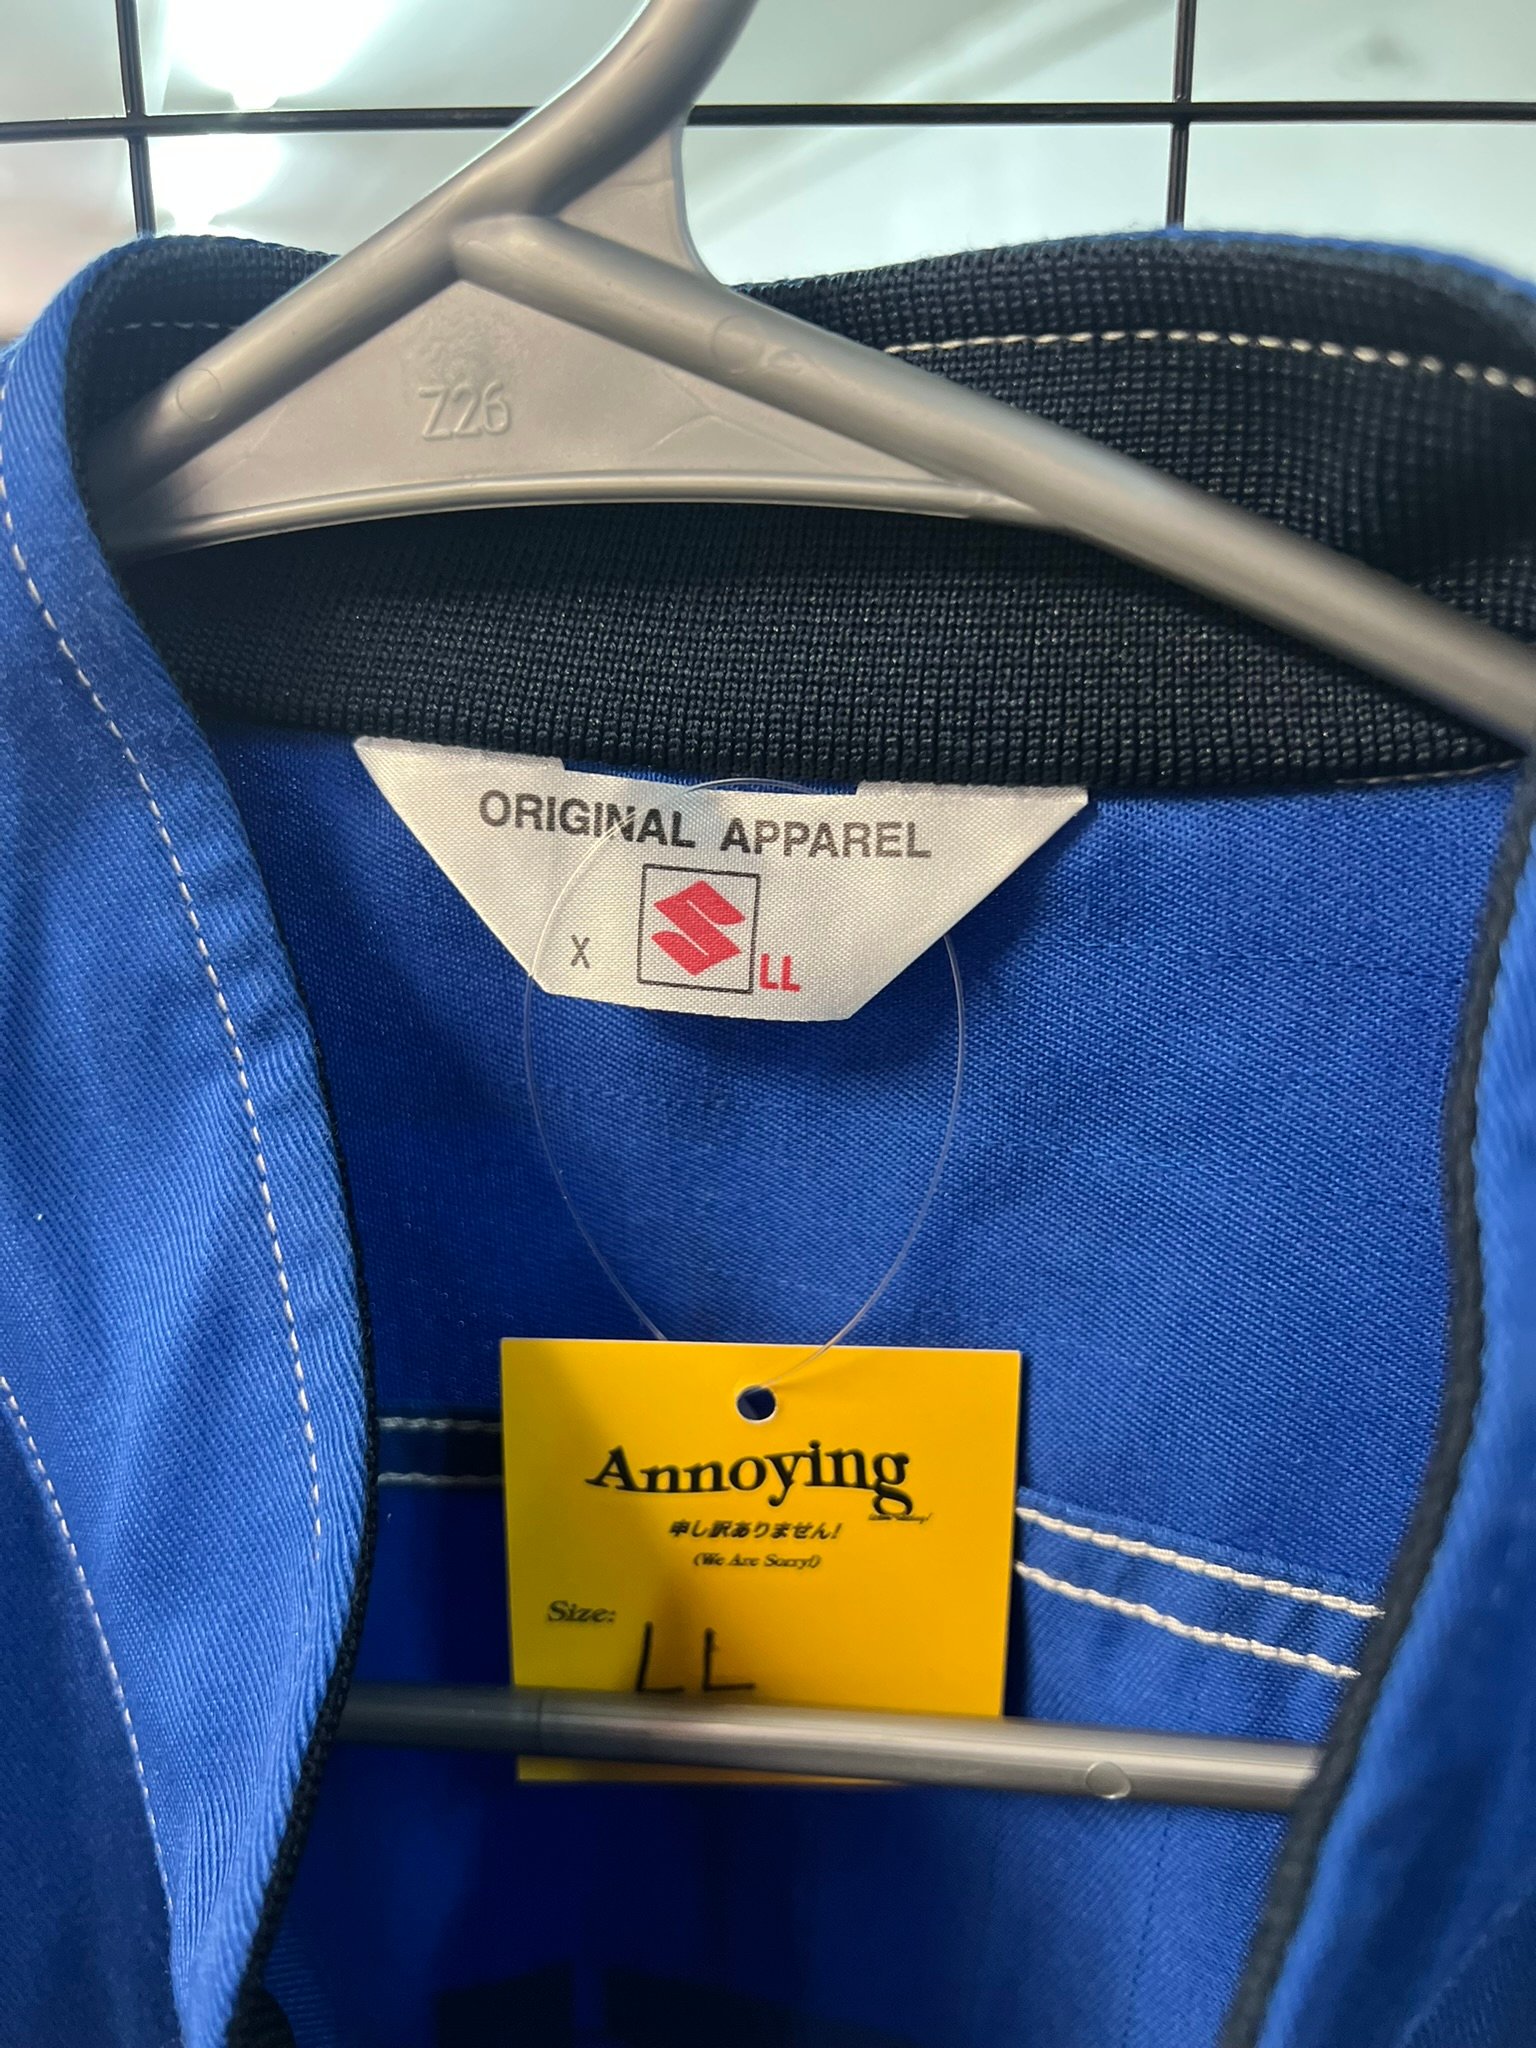 Z26
ORIGINAL APPAREL
X
LL
Annoying
申し訳ありません!
(We Are Sorry!)
Size:
LL